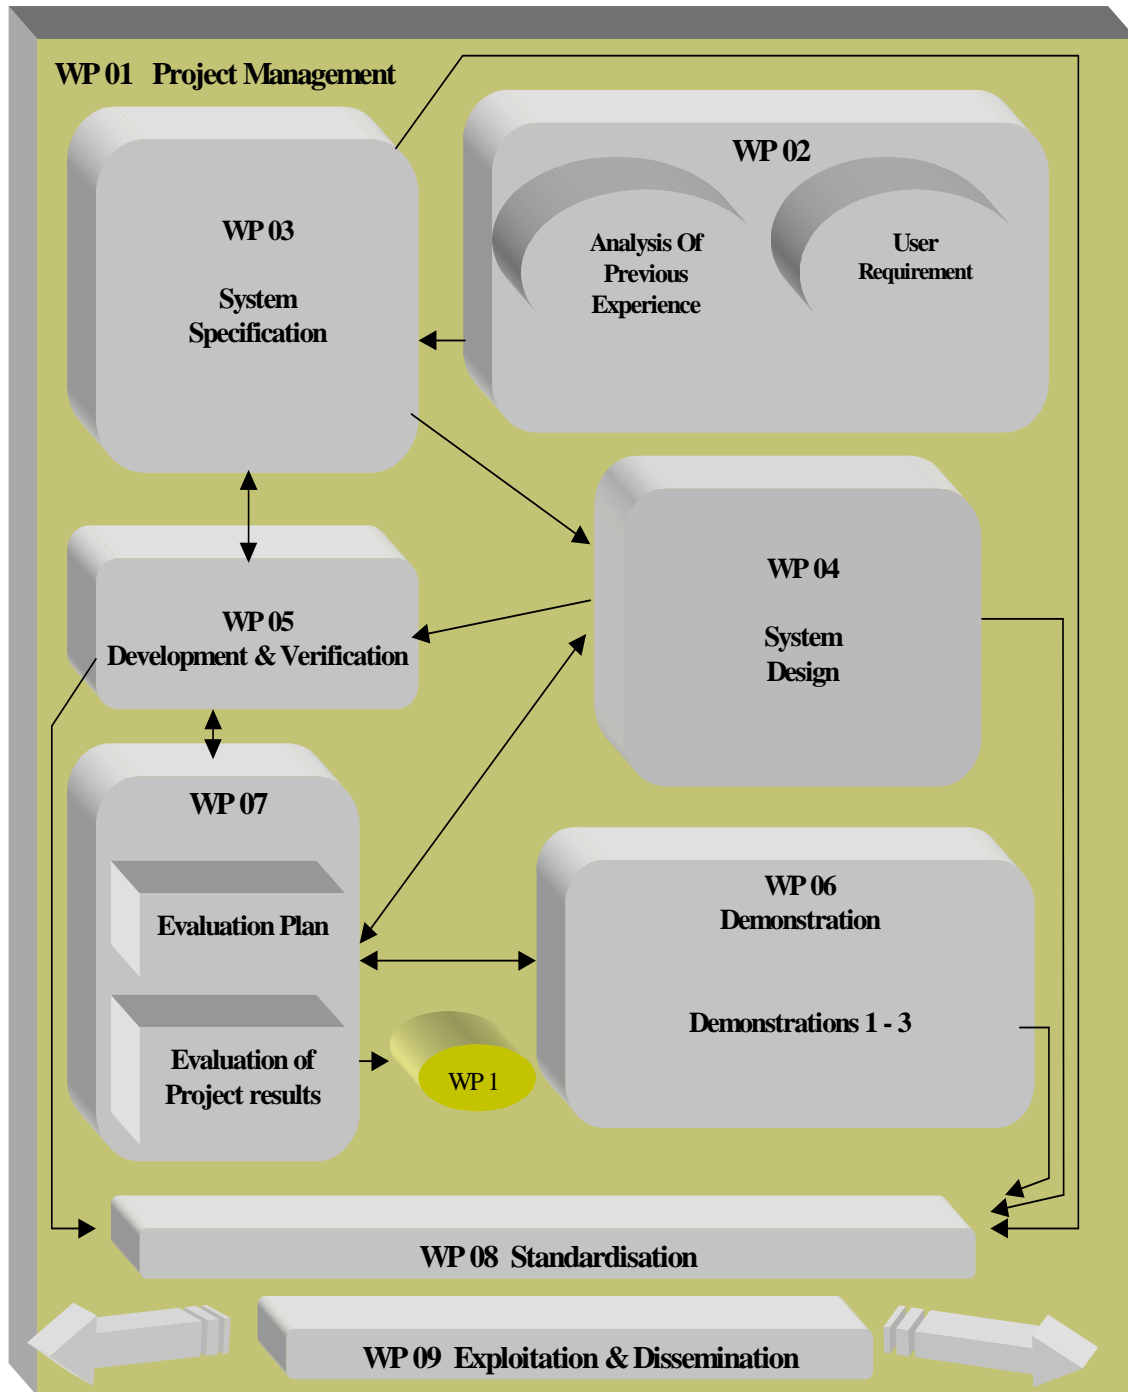 WP 01 Project Management
WP 02
WP 03
System
Specification
Analysis Of
Previous
Experience
User
Requirement
WP 04
System
Design
WP 05
Development & Verification
WP 07
Evaluation Plan
Evaluation of
Project results
WP 1
WP 06
Demonstration
Demonstrations 1 - 3
WP 08 Standardisation
WP 09 Exploitation & Dissemination